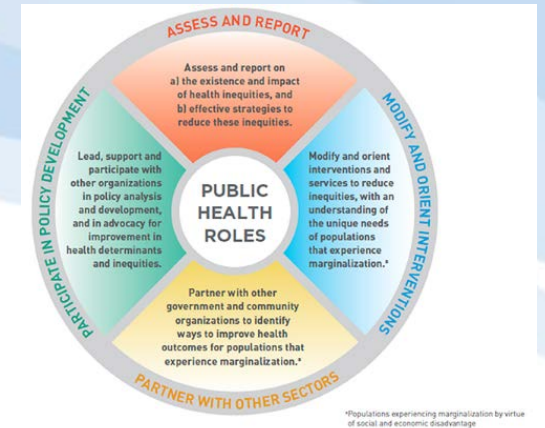 ASSESS AND REPORT
Assess and report on
a) the existence and impact
of health inequities, and
b) effective strategies to
reduce these inequities.
MODIFY AND ORIENT INTERVENTIONS
Modify and orient
interventions and
services to reduce
inequities, with an
understanding of
the unique needs
of populations
that experience
marginalization.*
PARTNER WITH OTHER SECTORS
Partner with other
government and community
organizations to identify
ways to improve health
outcomes for populations that
experience marginalization.*
PARTICIPATE IN POLICY DEVELOPMENT
Lead, support and
participate with
other organizations
in policy analysis
and development,
and in advocacy for
improvement in
health determinants
and inequities.
PUBLIC
HEALTH
ROLES
*Populations experiencing marginalization by virtue
of social and economic disadvantage